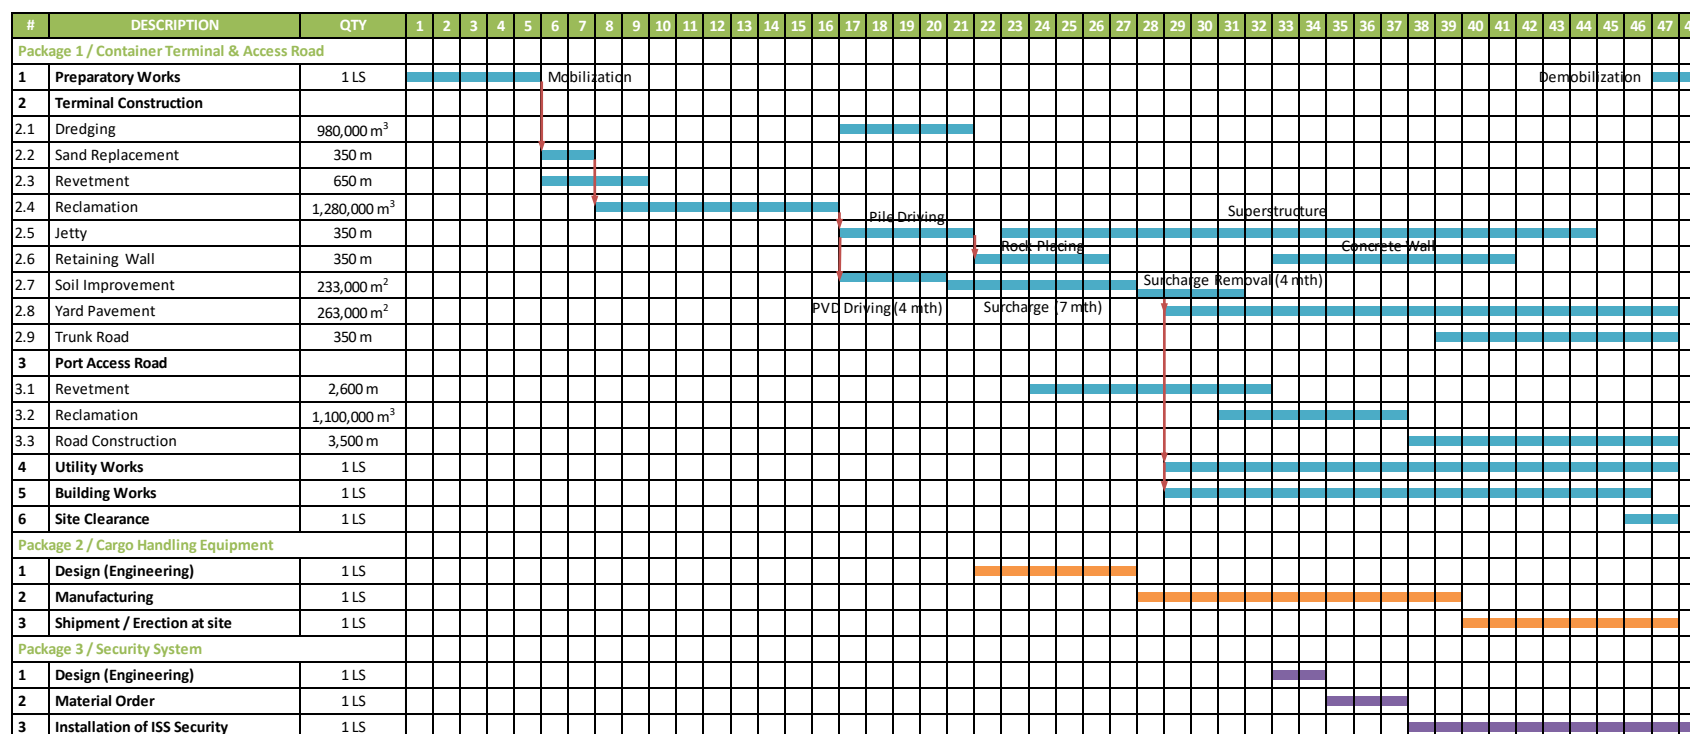 # DESCRIPTION QTY 1 2 3 4 5 6 7 8 9 10 11 12 13 14 15 16 17 18 19 20 21 22 23 24 25 26 27 28 29 30 31 32 33 34 35 36 37 38 39 40 41 42 43 44 45 46 47
Package 1 / Container Terminal & Access Road
1 Preparatory Works 1 LS Mobilization Demobilization
2 Terminal Construction
2.1 Dredging 980,000 m³
2.2 Sand Replacement 350 m
2.3 Revetment 650 m
2.4 Reclamation 1,280,000 m³
Pile Driving Superstructure
2.5 Jetty 350 m
Rock Placing Concrete Wall
2.6 Retaining Wall 350 m
2.7 Soil Improvement 233,000 m² Surcharge Removal (4 mth)
PVD Driving (4 mth) Surcharge (7 mth)
2.8 Yard Pavement 263,000 m²
2.9 Trunk Road 350 m
3 Port Access Road
3.1 Revetment 2,600 m
3.2 Reclamation 1,100,000 m³
3.3 Road Construction 3,500 m
4 Utility Works 1 LS
5 Building Works 1 LS
6 Site Clearance 1 LS
Package 2 / Cargo Handling Equipment
1 Design (Engineering) 1 LS
2 Manufacturing 1 LS
3 Shipment / Erection at site 1 LS
Package 3 / Security System
1 Design (Engineering) 1 LS
2 Material Order 1 LS
3 Installation of ISS Security 1 LS